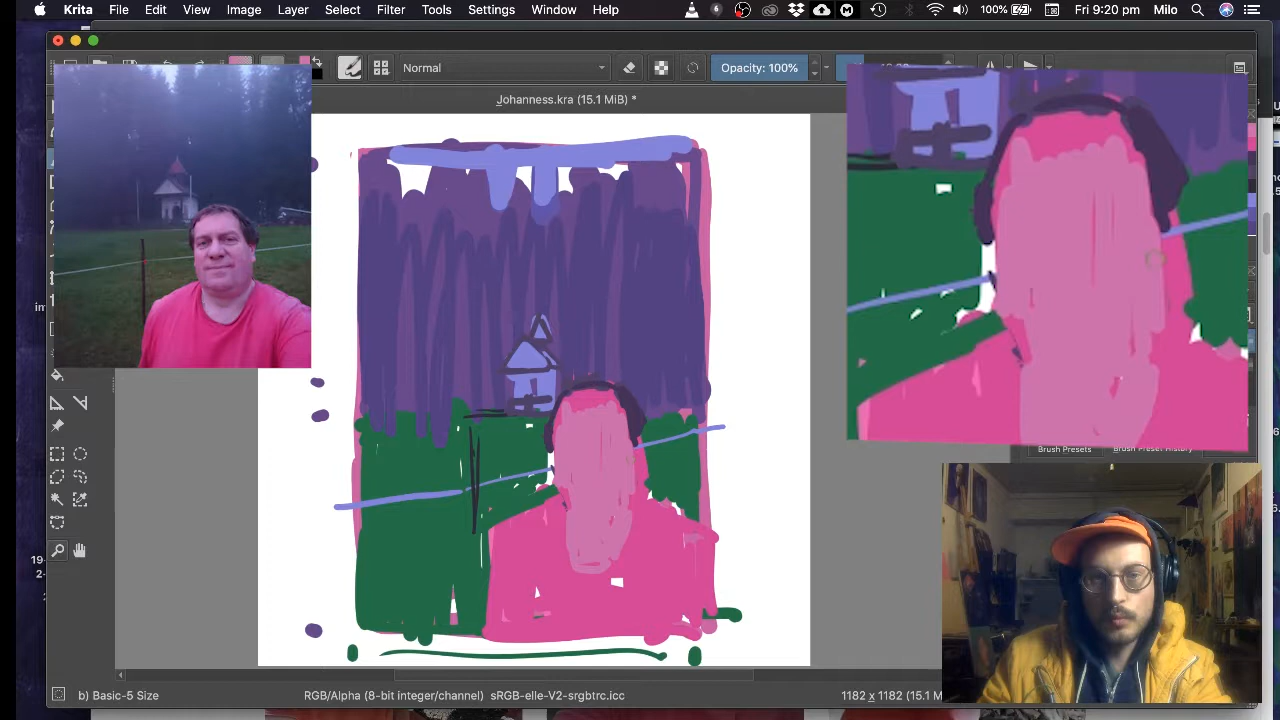 Krita File Edit View Image Layer Select Filter Tools Settings Window Help 6 100% Fri 9:20 pm Milo
Normal Opacity: 100%
Johanness.kra (15.1 MiB) *
Brush Presets Brush Preset History
b) Basic-5 Size RGB/Alpha (8-bit integer/channel) sRGB-elle-V2-srgbtrc.icc 1182 x 1182 (15.1 M